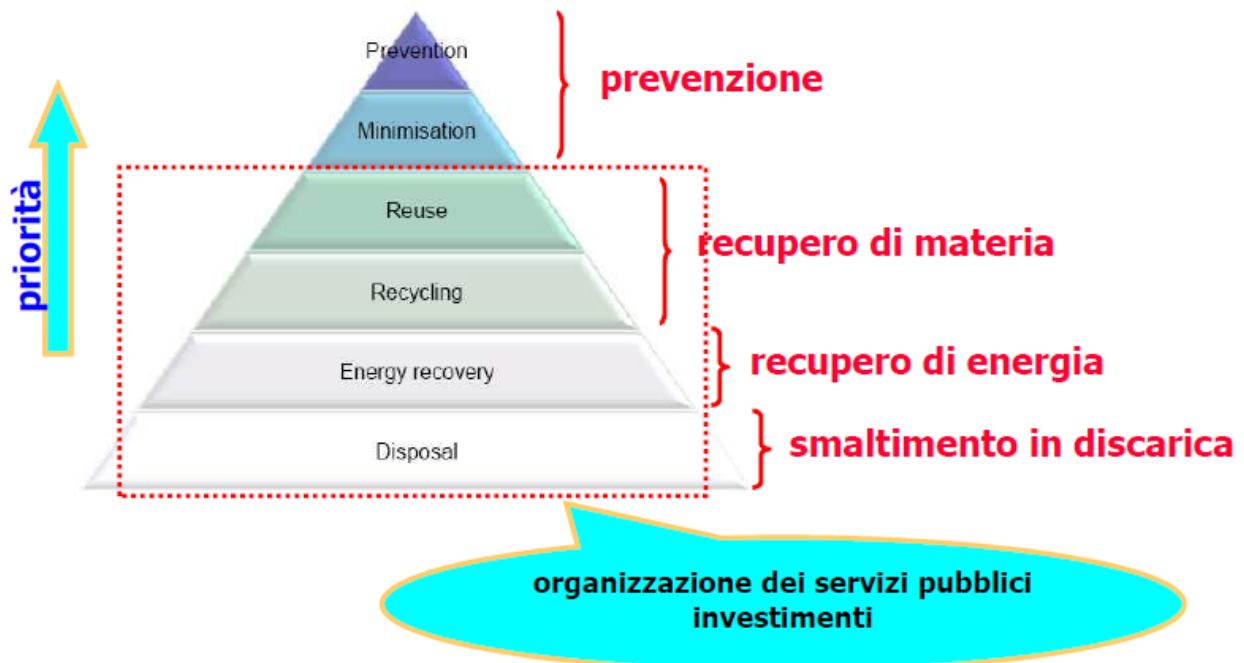 Prevention
prevenzione
Minimisation
priorità
Reuse
recupero di materia
Recycling
Energy recovery
recupero di energia
Disposal
smaltimento in discarica
organizzazione dei servizi pubblici
investimenti